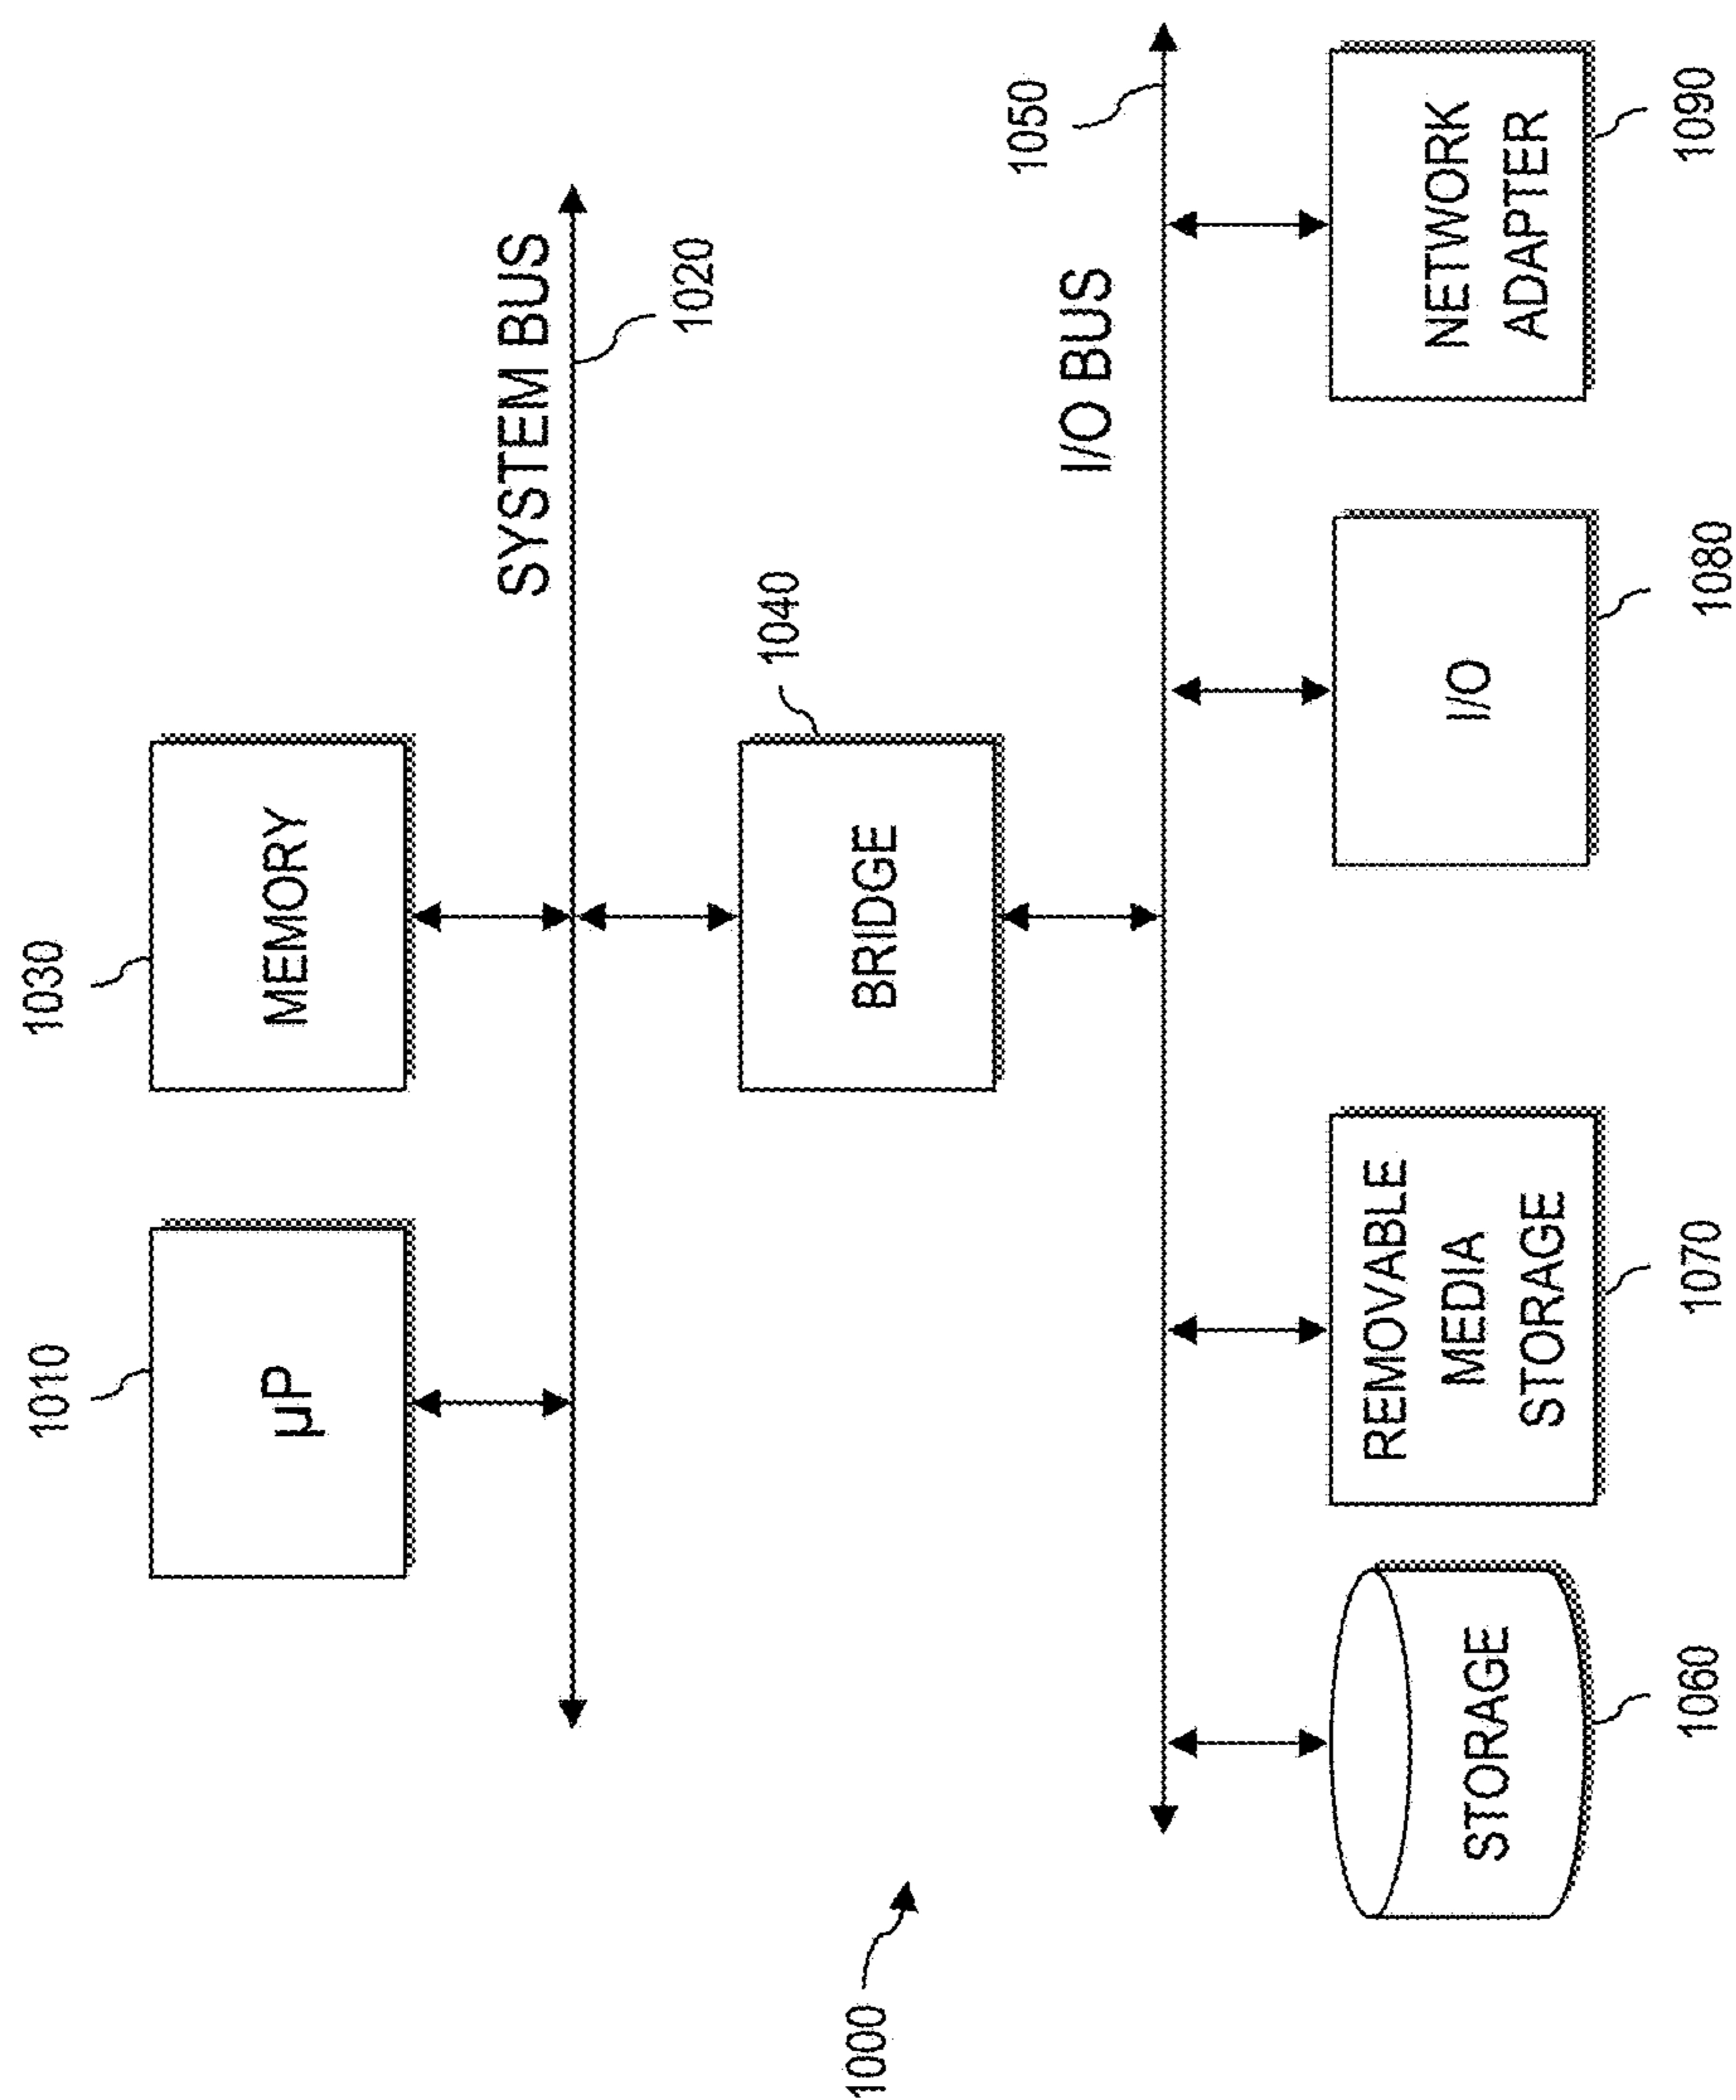 1010
1030
μP
MEMORY
SYSTEM BUS
1020
1040
BRIDGE
1000
1050
I/O BUS
STORAGE
REMOVABLE
MEDIA
STORAGE
I/O
NETWORK
ADAPTER
1060
1070
1080
1090